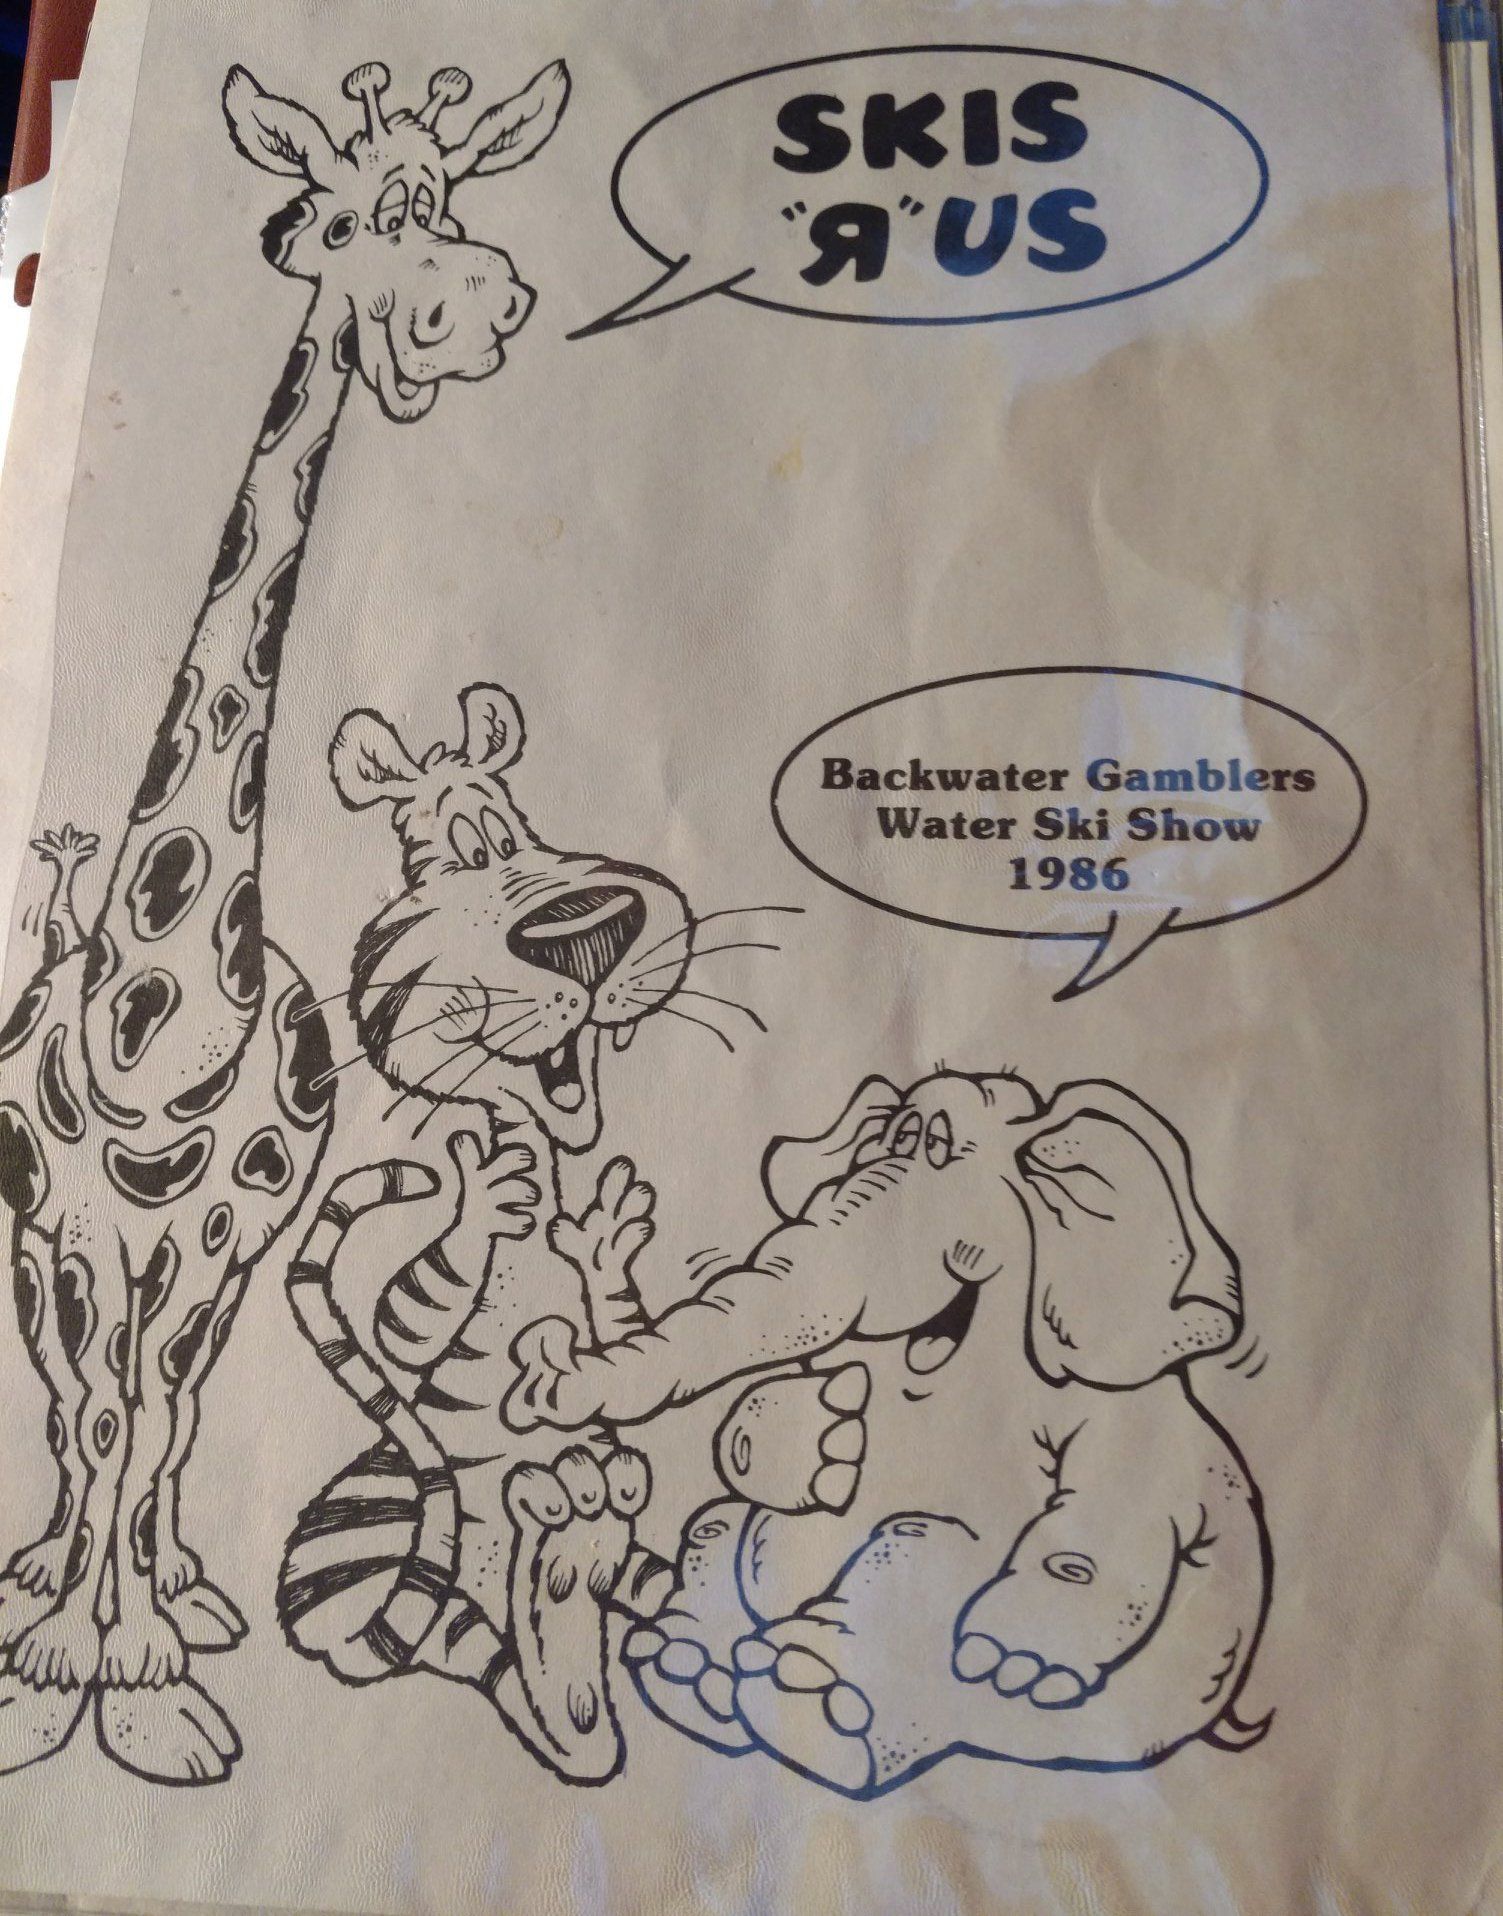 SKIS
"Я" US
Backwater Gamblers
Water Ski Show
1986